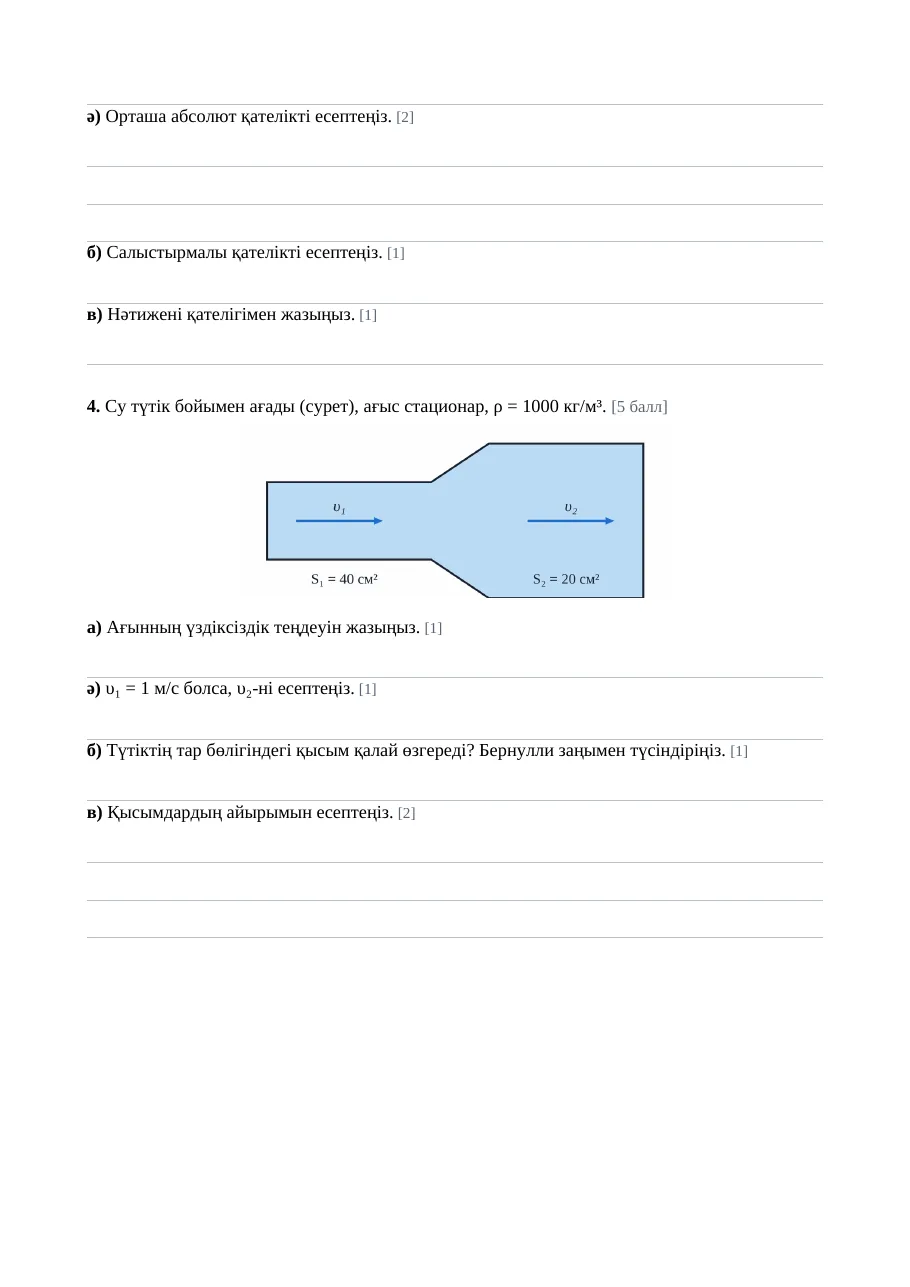 ә) Орташа абсолют қателікті есептеңіз. [2]
б) Салыстырмалы қателікті есептеңіз. [1]
в) Нәтижені қателігімен жазыңыз. [1]
4. Су түтік бойымен ағады (сурет), ағыс стационар, ρ = 1000 кг/м³. [5 балл]
υ₁ υ₂
S₁ = 40 см² S₂ = 20 см²
а) Ағынның үздіксіздік теңдеуін жазыңыз. [1]
ә) υ₁ = 1 м/с болса, υ₂-ні есептеңіз. [1]
б) Түтіктің тар бөлігіндегі қысым қалай өзгереді? Бернулли заңымен түсіндіріңіз. [1]
в) Қысымдардың айырымын есептеңіз. [2]